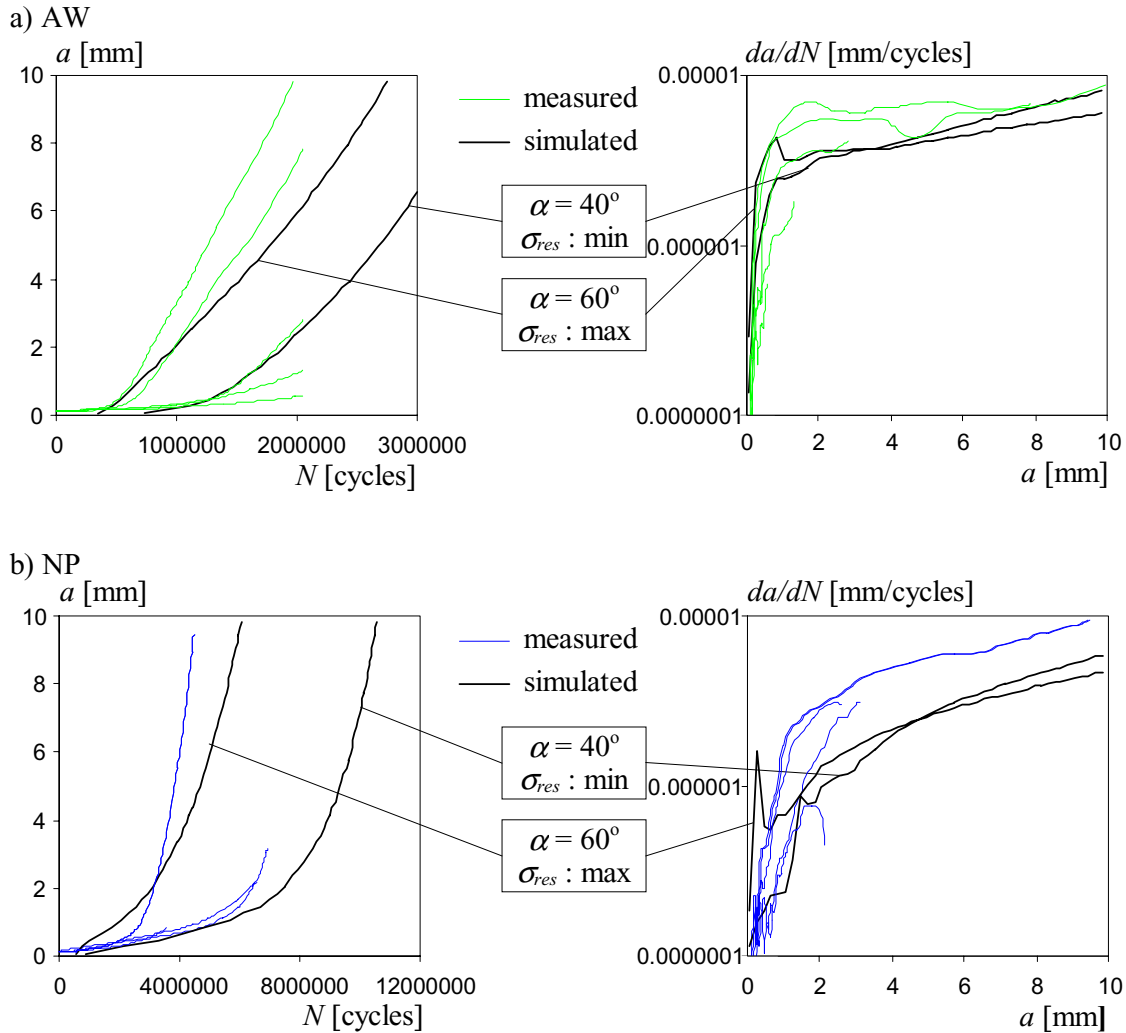 a) AW
a [mm]
10
8
6
4
2
0
0
1000000
2000000
3000000
N [cycles]
measured
simulated
α = 40°
σres : min
α = 60°
σres : max
da/dN [mm/cycles]
0.00001
0.000001
0.0000001
0
2
4
6
8
10
a [mm]
b) NP
a [mm]
10
8
6
4
2
0
0
4000000
8000000
12000000
N [cycles]
measured
simulated
α = 40°
σres : min
α = 60°
σres : max
da/dN [mm/cycles]
0.00001
0.000001
0.0000001
0
2
4
6
8
10
a [mm]